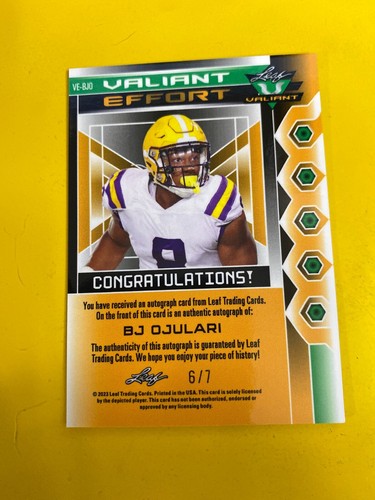 VE-BJO
VALIANT
EFFORT
Leaf
V
VALIANT
CONGRATULATIONS!
You have received an autograph card from Leaf Trading Cards.
On the front of this card is an authentic autograph of:
BJ OJULARI
The authenticity of this autograph is guaranteed by Leaf
Trading Cards. We hope you enjoy your piece of history!
Leaf 6/7
© 2023 Leaf Trading Cards. Printed in the USA. This card is solely licensed
by the depicted player. This card has not been authorized, endorsed or
approved by any licensing body.